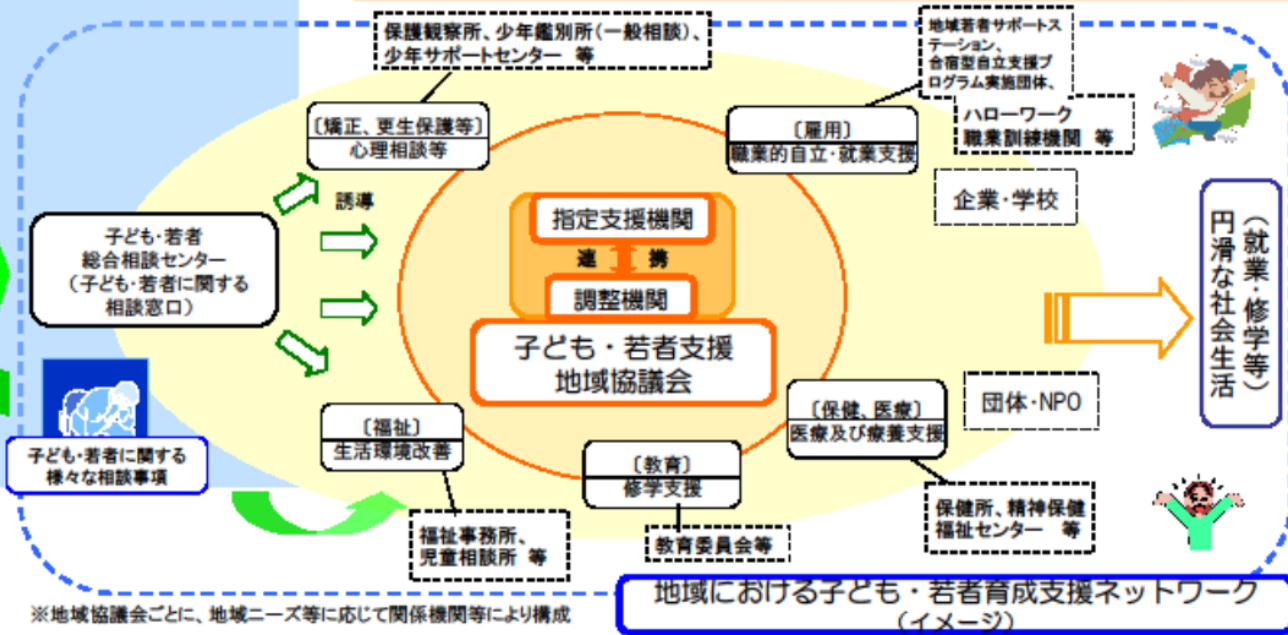 保護観察所、少年鑑別所(一般相談)、
少年サポートセンター 等
地域若者サポートス
テーション、
合宿型自立支援プ
ログラム実施団体、
ハローワーク
職業訓練機関 等
〔矯正、更生保護等〕
心理相談等
〔雇用〕
職業的自立・就業支援
企業・学校
誘導
子ども・若者
総合相談センター
(子ども・若者に関する
相談窓口)
指定支援機関
連 携
調整機関
子ども・若者支援
地域協議会
円滑な社会生活
(就業・修学等)
団体・NPO
〔保健、医療〕
医療及び療養支援
〔福祉〕
生活環境改善
〔教育〕
修学支援
子ども・若者に関する
様々な相談事項
福祉事務所、
児童相談所 等
教育委員会等
保健所、精神保健
福祉センター 等
地域における子ども・若者育成支援ネットワーク
(イメージ)
※地域協議会ごとに、地域ニーズ等に応じて関係機関等により構成